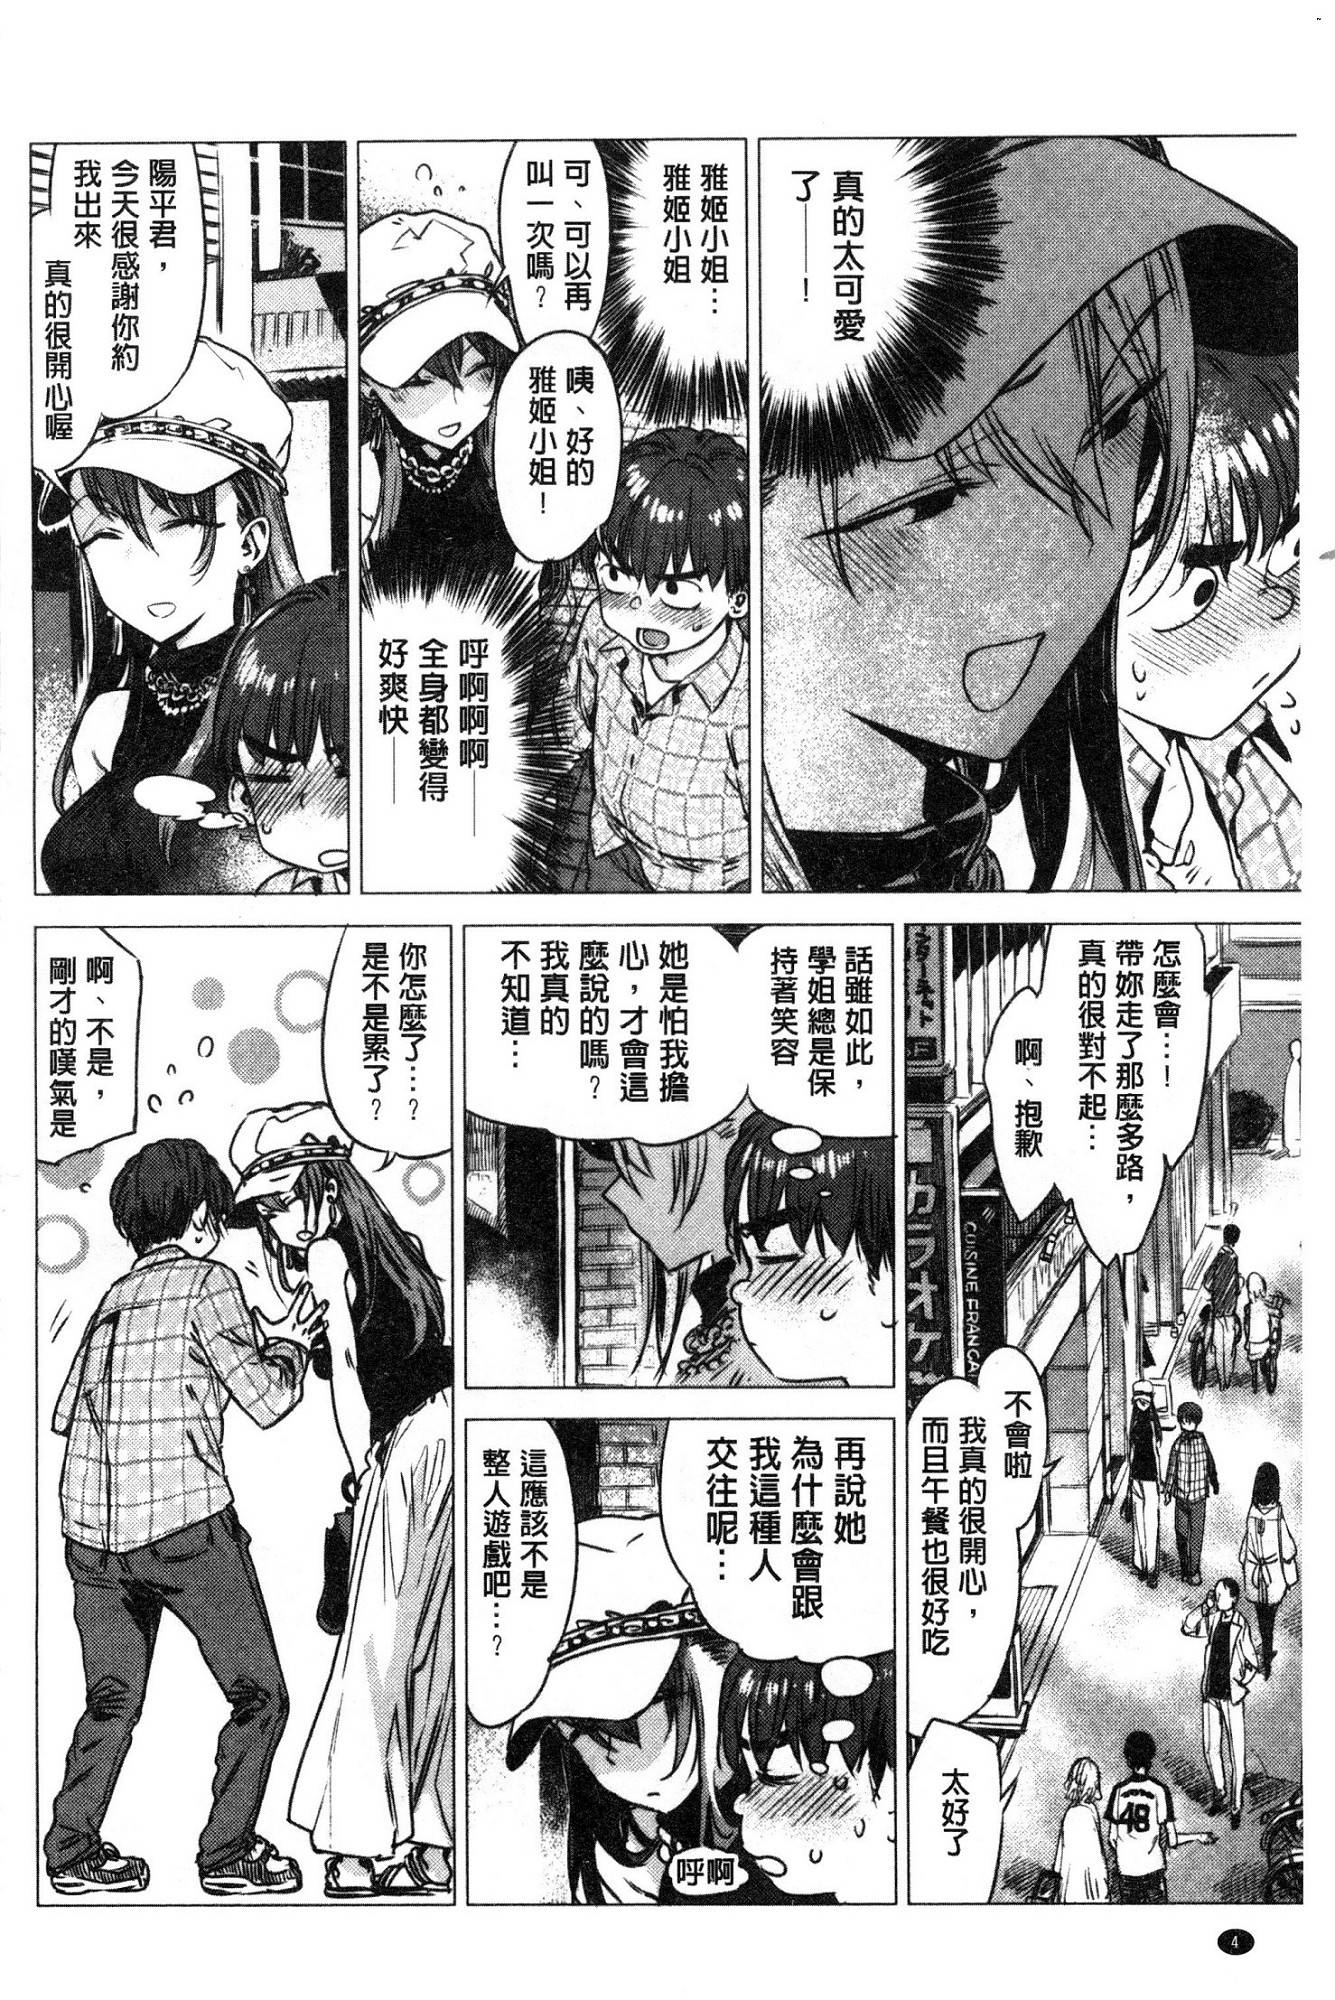 真的太可愛
了——！
雅姬小姐…
雅姬小姐
可、可以再
叫一次嗎？
咦、好的
雅姬小姐！
呼啊啊啊——
全身都變得
好爽快——
陽平君，
今天很感謝你約
我出來
真的很開心喔
怎麼會…！
帶妳走了那麼多路，
真的很對不起…
啊、抱歉
カラオケ
CUISINE FRANCA
不會啦
我真的很開心，
而且午餐也很好吃
太好了
48
話雖如此，
學姐總是保
持著笑容
她是怕我擔
心，才會這
麼說的嗎？
我真的
不知道…
再說她
為什麼會跟
我這種人
交往呢…
這應該不是
整人遊戲吧…？
呼啊
你怎麼了…？
是不是累了？
啊、不是，
剛才的嘆氣是
4